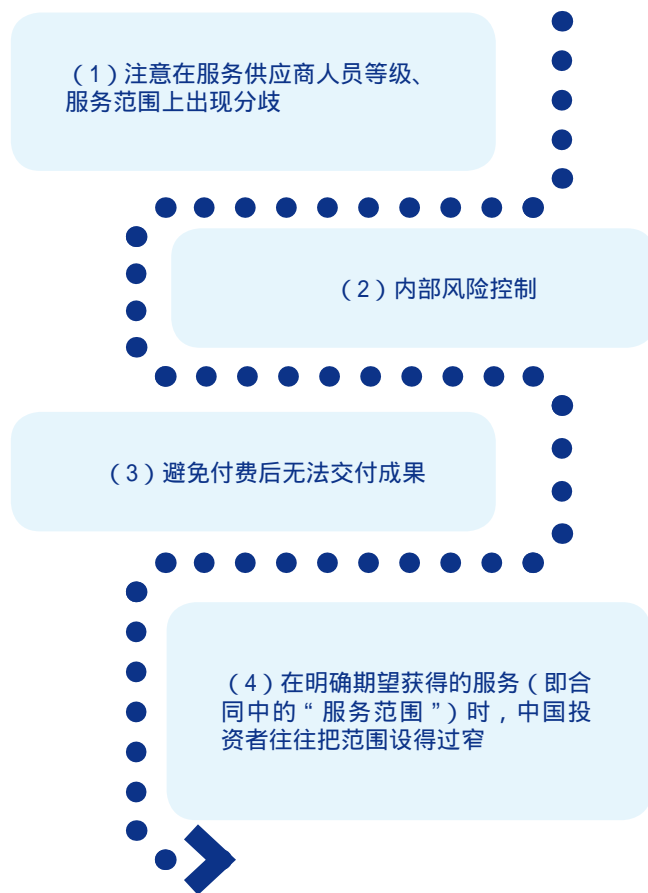 （1）注意在服务供应商人员等级、
服务范围上出现分歧
（2）内部风险控制
（3）避免付费后无法交付成果
（4）在明确期望获得的服务（即合
同中的“服务范围”）时，中国投
资者往往把范围设得过窄